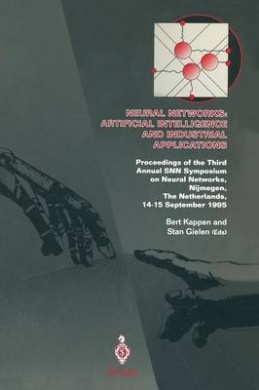 NEURAL NETWORKS:
ARTIFICIAL INTELLIGENCE
AND INDUSTRIAL
APPLICATIONS
Proceedings of the Third
Annual SNN Symposium
on Neural Networks,
Nijmegen,
The Netherlands,
14-15 September 1995
Bert Kappen and
Stan Gielen (Eds)
Springer